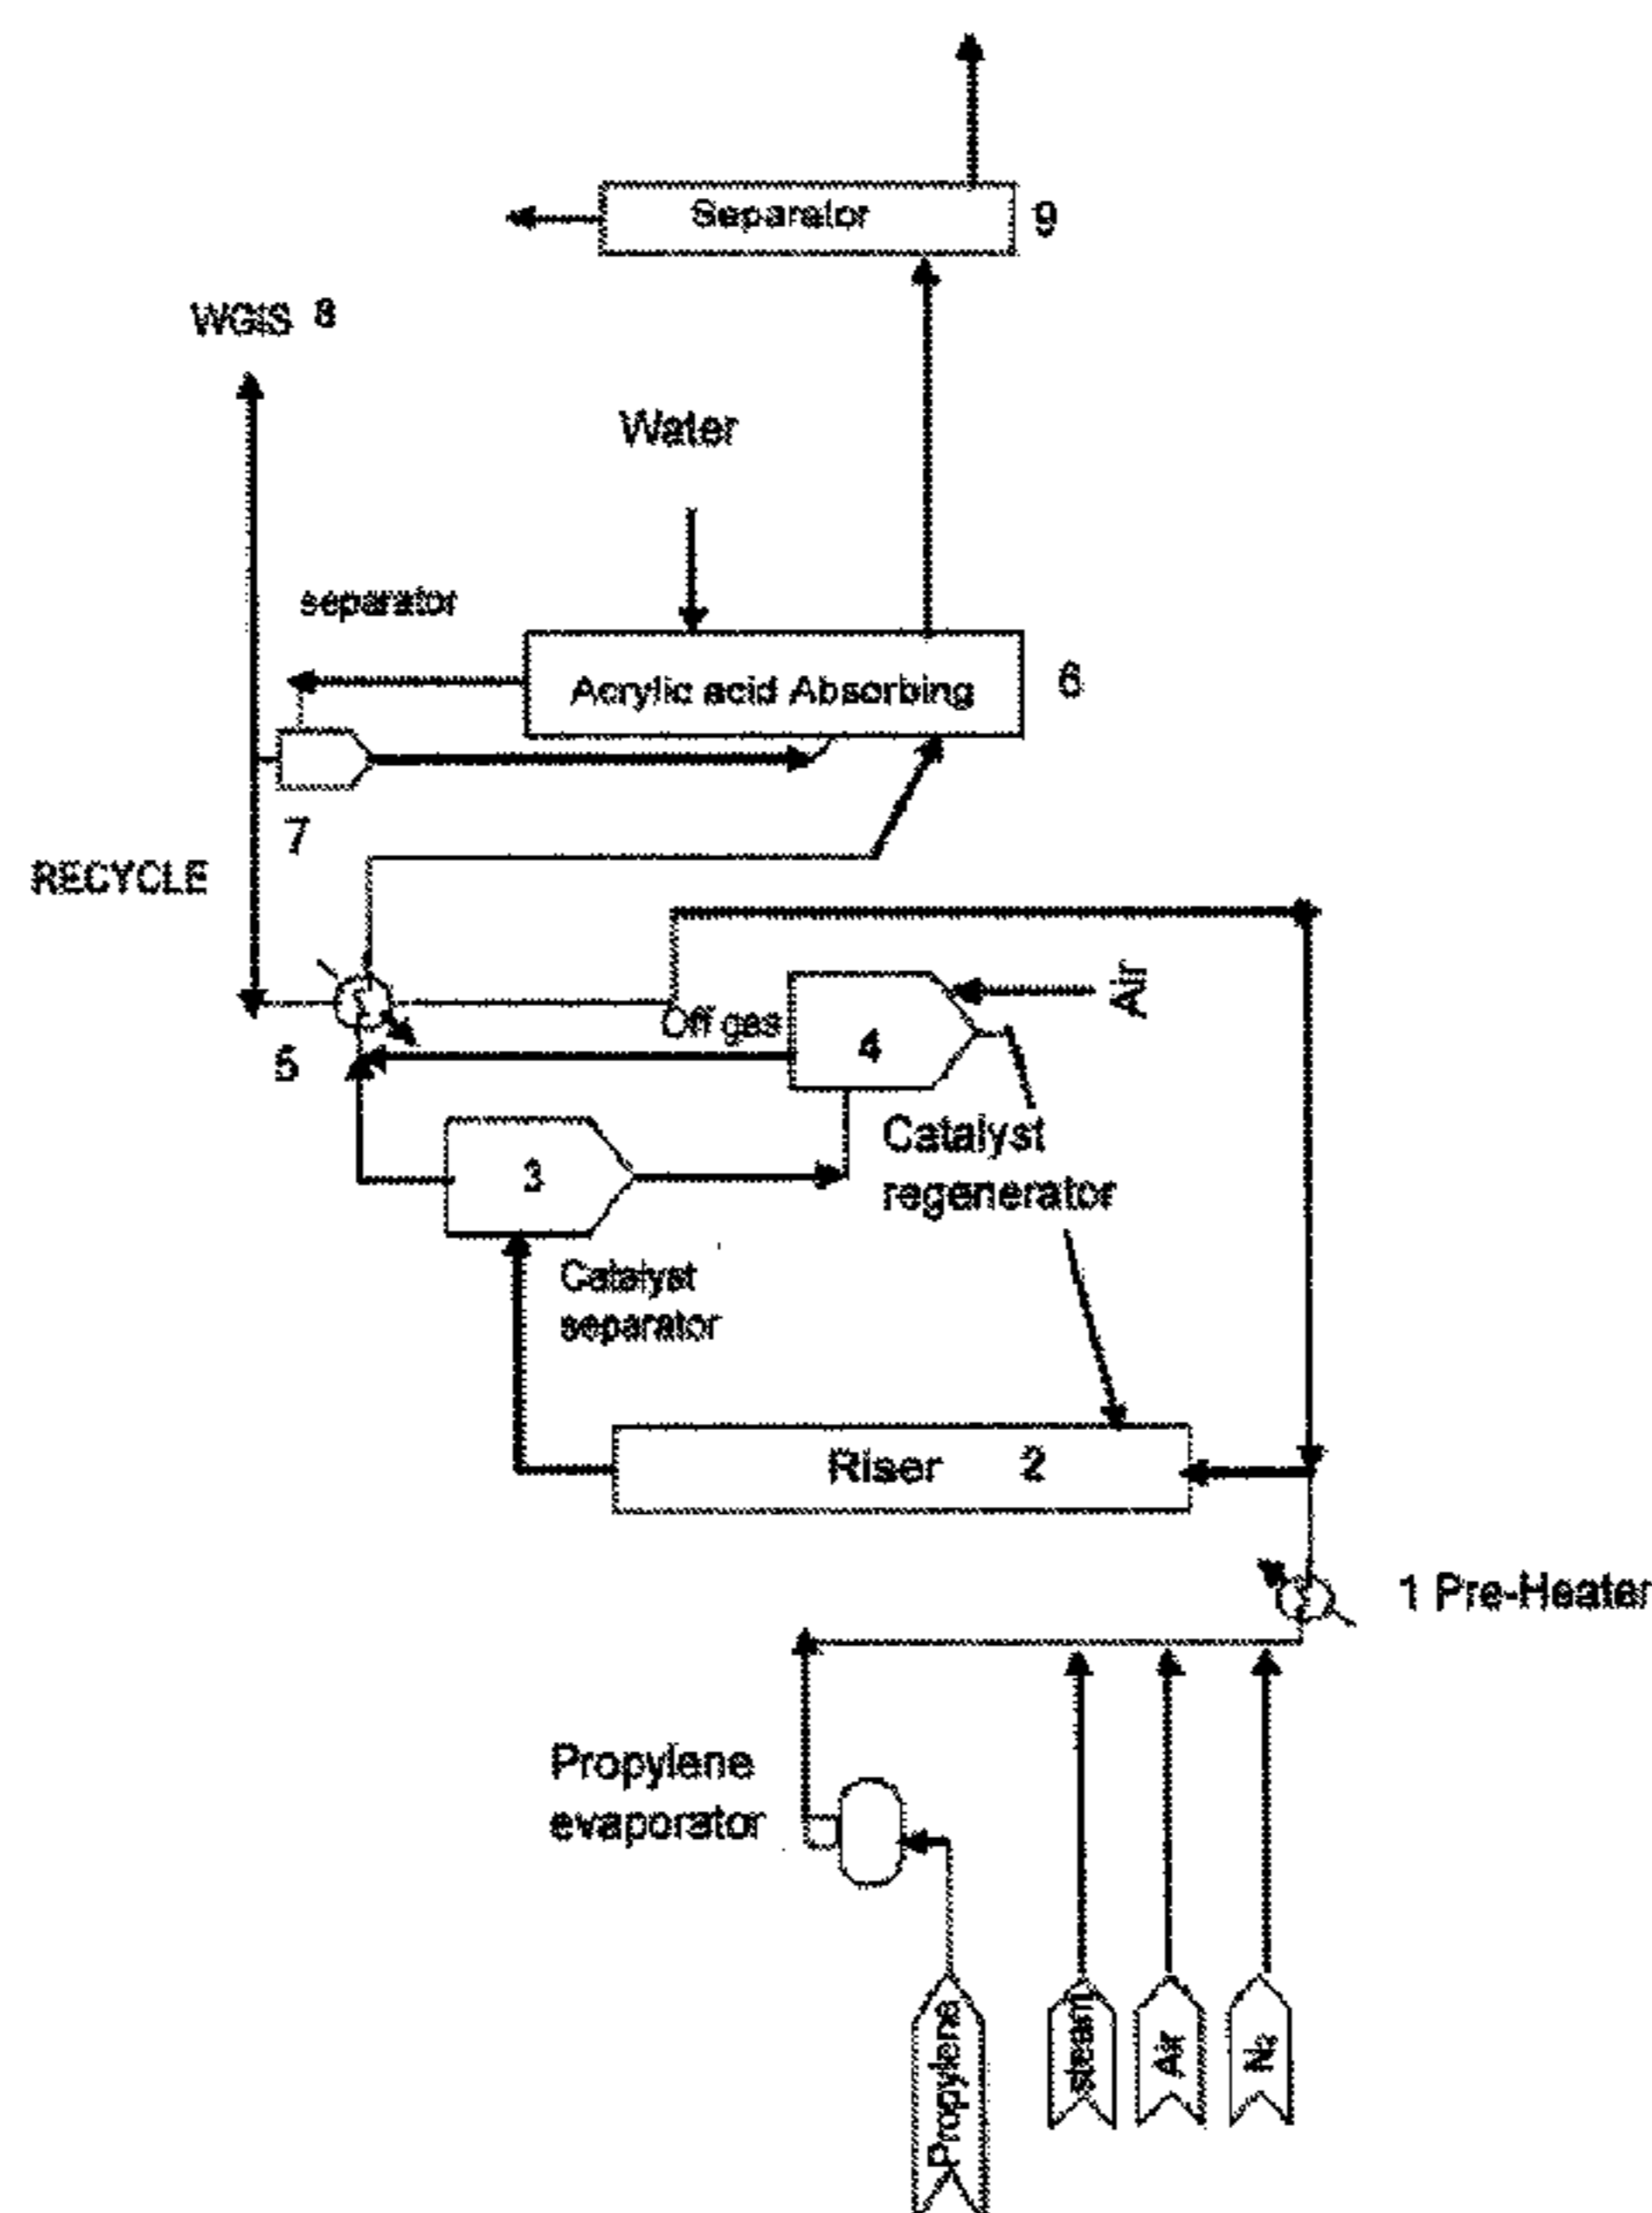 Separator 9
WGIS 8
Water
separator
Acrylic acid Absorbing 6
7
RECYCLE
Air
Off gas
4
5
Catalyst
regenerator
3
Catalyst
separator
Riser 2
1 Pre-Heater
Propylene
evaporator
Propylene
steam
Air
N₂